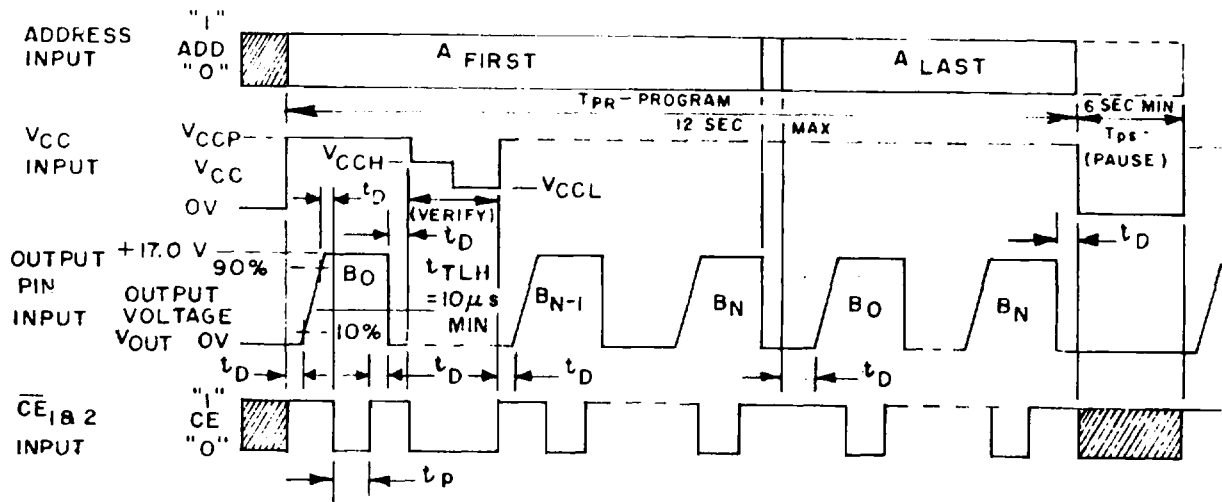 ADDRESS INPUT
"1"
ADD
"0"
A FIRST
A LAST
TPR-PROGRAM
12 SEC MAX
6 SEC MIN
Tps-
(PAUSE)
VCC INPUT
VCCP
VCC
0V
VCCH
VCCL
tD
(VERIFY)
tD
tD
OUTPUT PIN INPUT
+17.0 V
90%
OUTPUT VOLTAGE
VOUT 0V
10%
B0
tTLH
=10μs
MIN
BN-1
BN
B0
BN
tD
tD
tD
tD
CE1&2
INPUT
"1"
CE
"0"
tp